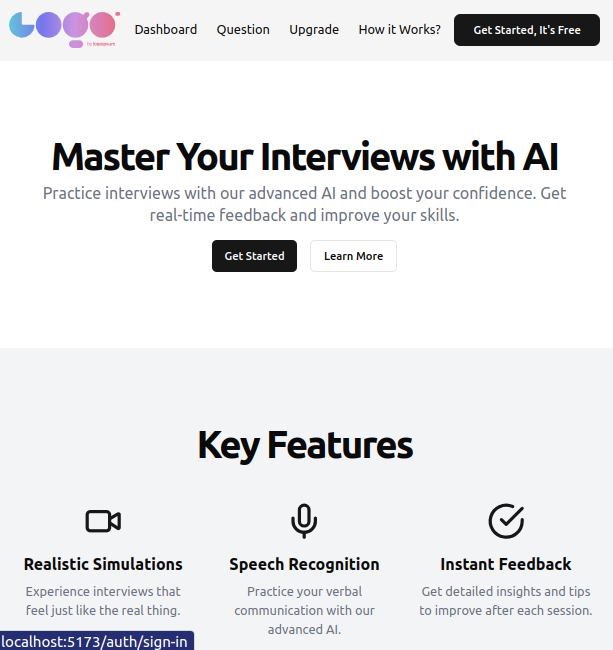 Logo
by logoipsum
Dashboard Question Upgrade How it Works? Get Started, It's Free
Master Your Interviews with AI
Practice interviews with our advanced AI and boost your confidence. Get
real-time feedback and improve your skills.
Get Started Learn More
Key Features
Realistic Simulations Speech Recognition Instant Feedback
Experience interviews that Practice your verbal Get detailed insights and tips
feel just like the real thing. communication with our to improve after each session.
advanced AI.
localhost:5173/auth/sign-in